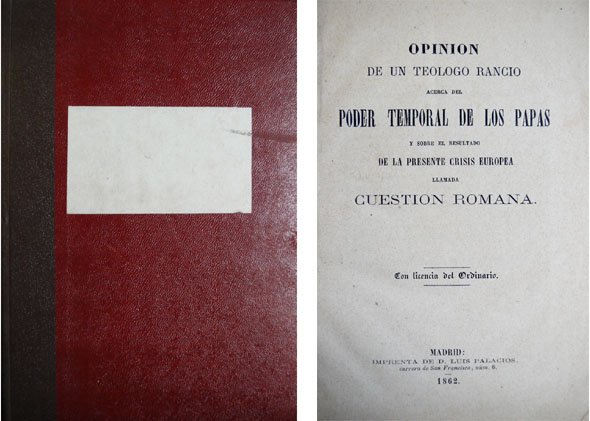 OPINION
DE UN TEOLOGO RANCIO
ACERCA DEL
PODER TEMPORAL DE LOS PAPAS
Y SOBRE EL RESULTADO
DE LA PRESENTE CRISIS EUROPEA
LLAMADA
CUESTION ROMANA.
Con licencia del Ordinario.
MADRID:
IMPRENTA DE D. LUIS PALACIOS,
carrera de San Francisco, núm. 6.
1862.